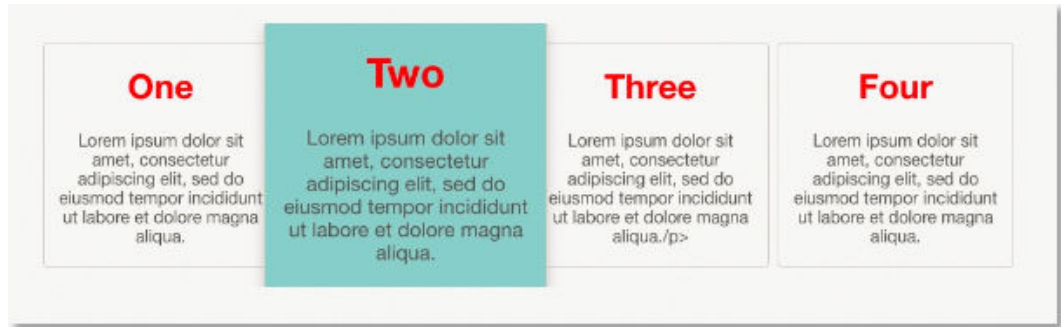 One
Lorem ipsum dolor sit
amet, consectetur
adipiscing elit, sed do
eiusmod tempor incididunt
ut labore et dolore magna
aliqua.
Two
Lorem ipsum dolor sit
amet, consectetur
adipiscing elit, sed do
eiusmod tempor incididunt
ut labore et dolore magna
aliqua.
Three
Lorem ipsum dolor sit
amet, consectetur
adipiscing elit, sed do
eiusmod tempor incididunt
ut labore et dolore magna
aliqua./p>
Four
Lorem ipsum dolor sit
amet, consectetur
adipiscing elit, sed do
eiusmod tempor incididunt
ut labore et dolore magna
aliqua.